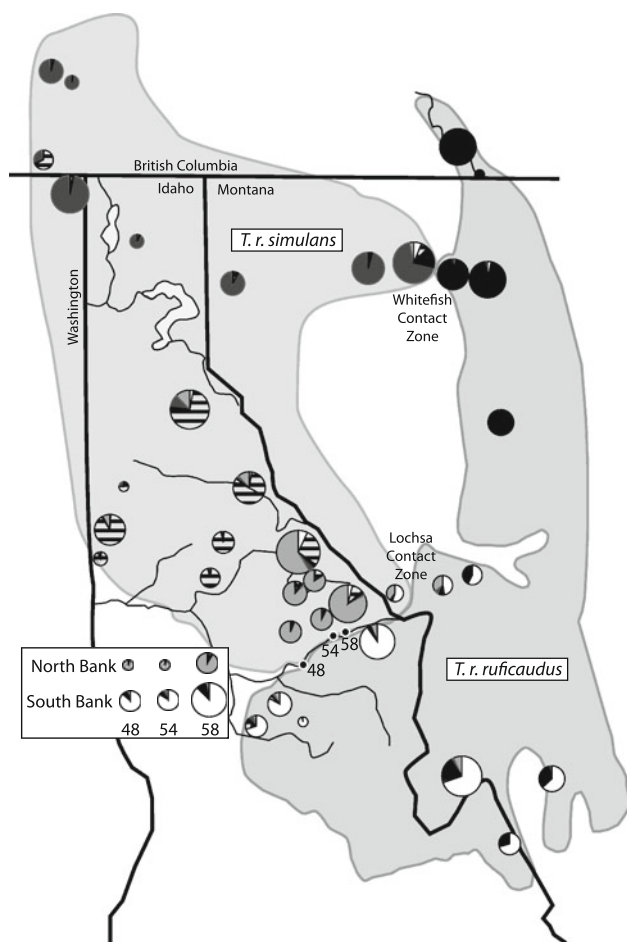 British Columbia
Idaho
Montana
T. r. simulans
Washington
Whitefish
Contact
Zone
Lochsa
Contact
Zone
54
58
48
North Bank
South Bank
48 54 58
T. r. ruficaudus